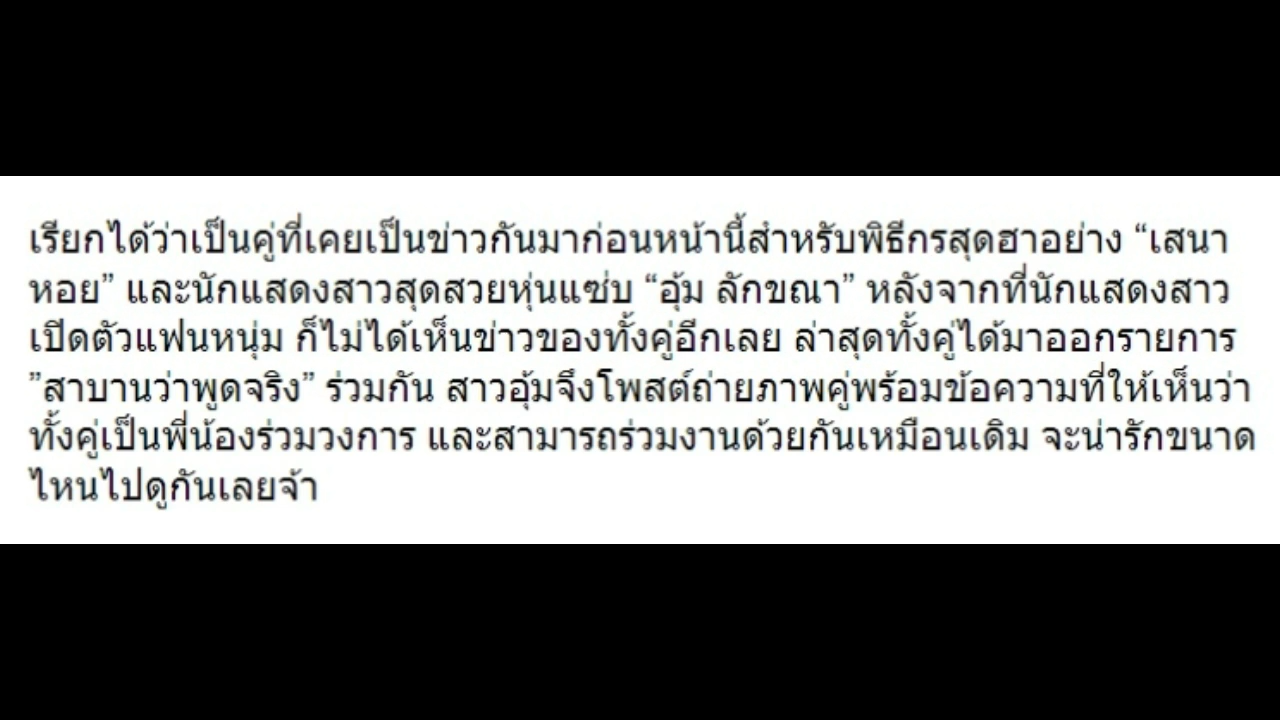 เรียกได้ว่าเป็นคู่ที่เคยเป็นข่าวกันมาก่อนหน้านี้สำหรับพิธีกรสุดฮาอย่าง “เสนา
หอย” และนักแสดงสาวสุดสวยหุ่นแซ่บ “อุ้ม ลักขณา” หลังจากที่นักแสดงสาว
เปิดตัวแฟนหนุ่ม ก็ไม่ได้เห็นข่าวของทั้งคู่อีกเลย ล่าสุดทั้งคู่ได้มาออกรายการ
”สาบานว่าพูดจริง” ร่วมกัน สาวอุ้มจึงโพสต์ถ่ายภาพคู่พร้อมข้อความที่ให้เห็นว่า
ทั้งคู่เป็นพี่น้องร่วมวงการ และสามารถร่วมงานด้วยกันเหมือนเดิม จะน่ารักขนาด
ไหนไปดูกันเลยจ้า